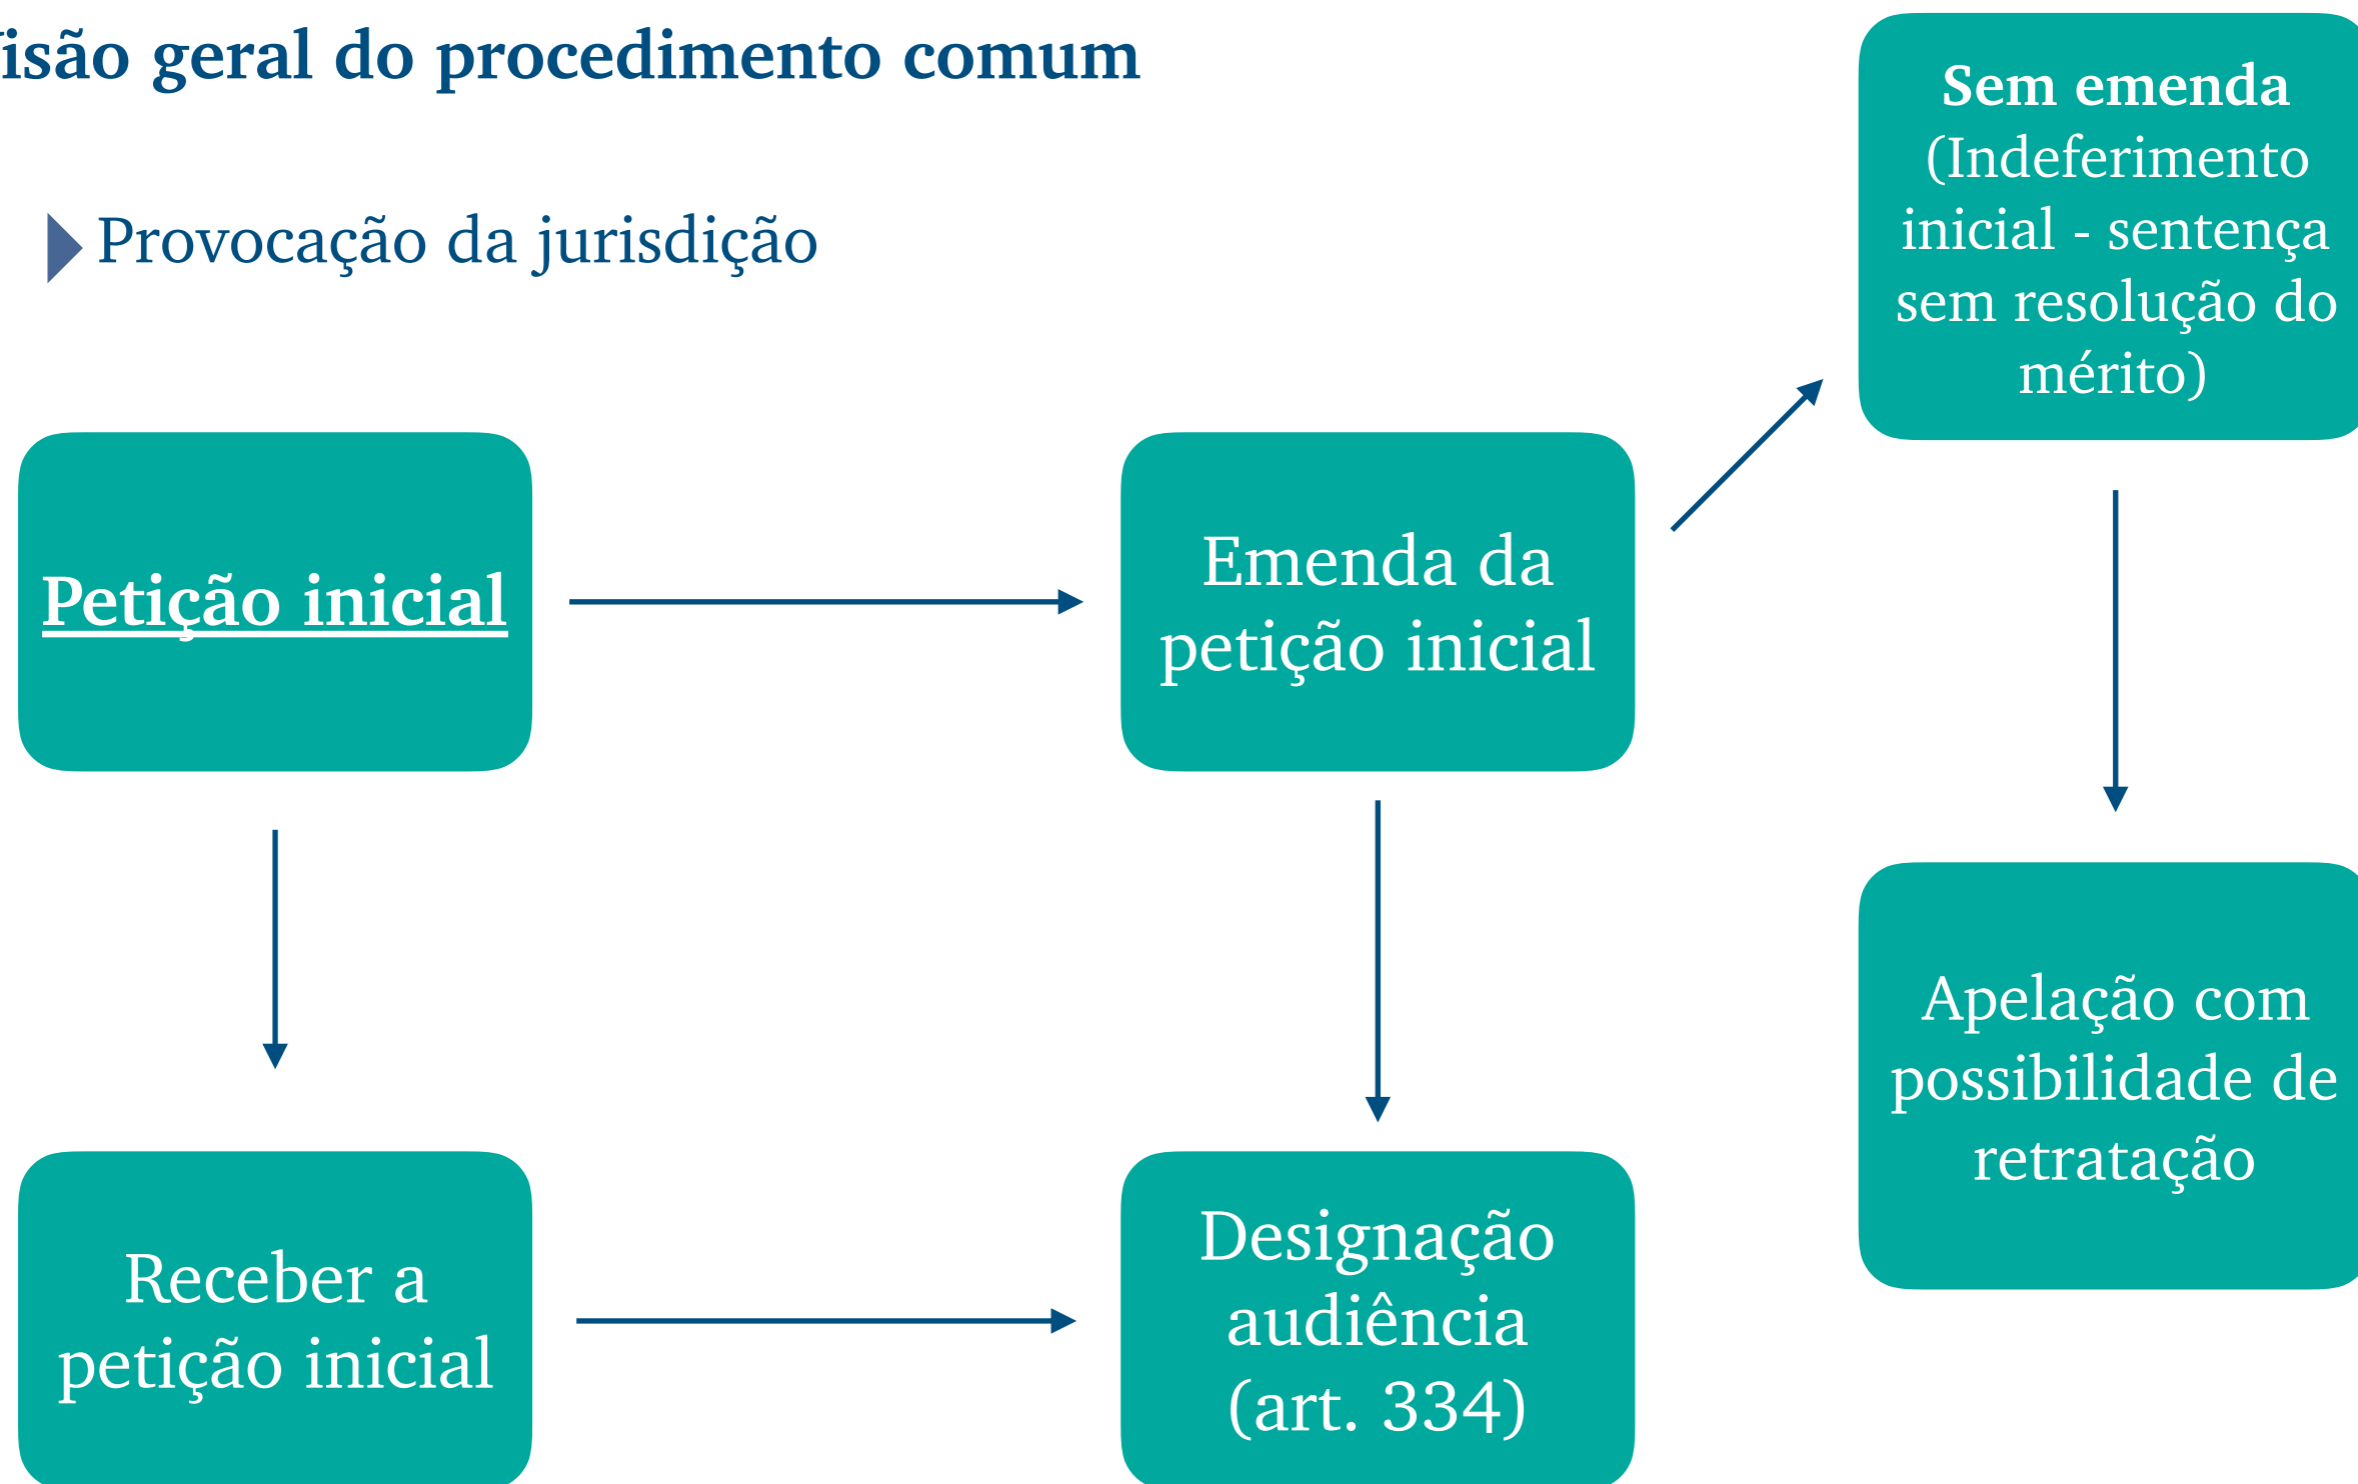 isão geral do procedimento comum
Provocação da jurisdição
Sem emenda
(Indeferimento
inicial - sentença
sem resolução do
mérito)
Petição inicial
Emenda da
petição inicial
Apelação com
possibilidade de
retratação
Receber a
petição inicial
Designação
audiência
(art. 334)